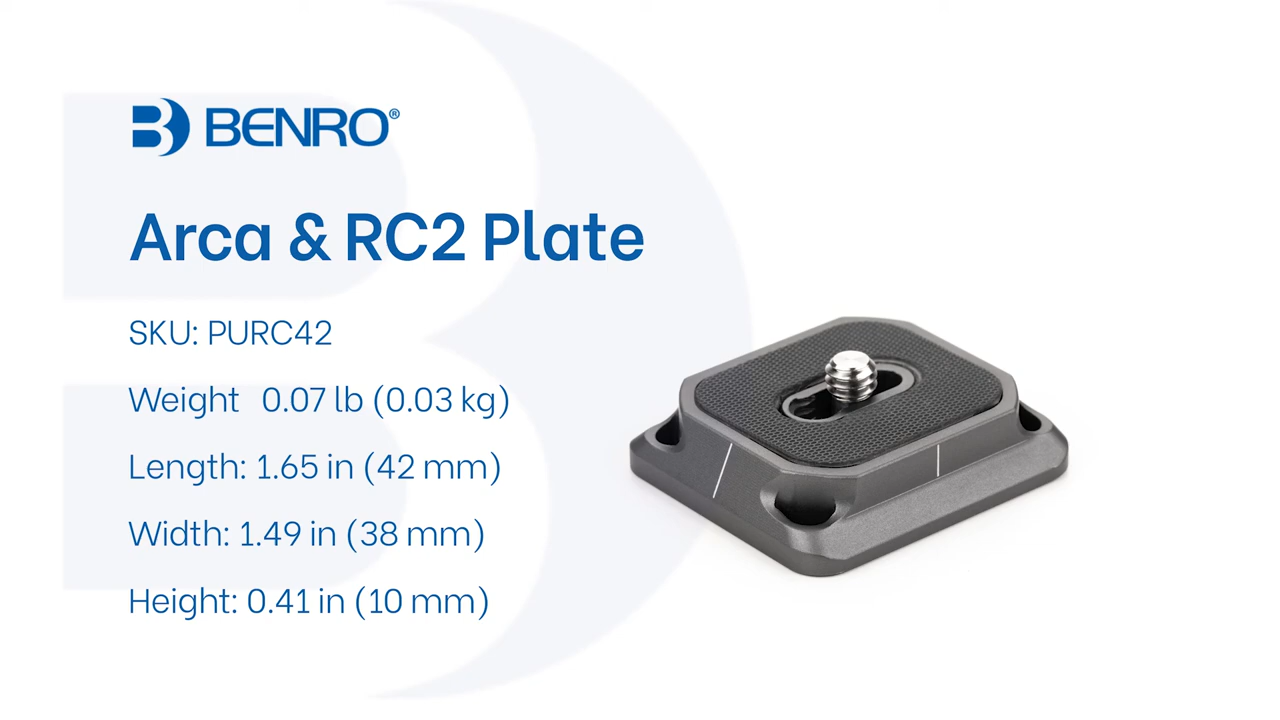 BENRO®
Arca & RC2 Plate
SKU: PURC42
Weight 0.07 lb (0.03 kg)
Length: 1.65 in (42 mm)
Width: 1.49 in (38 mm)
Height: 0.41 in (10 mm)